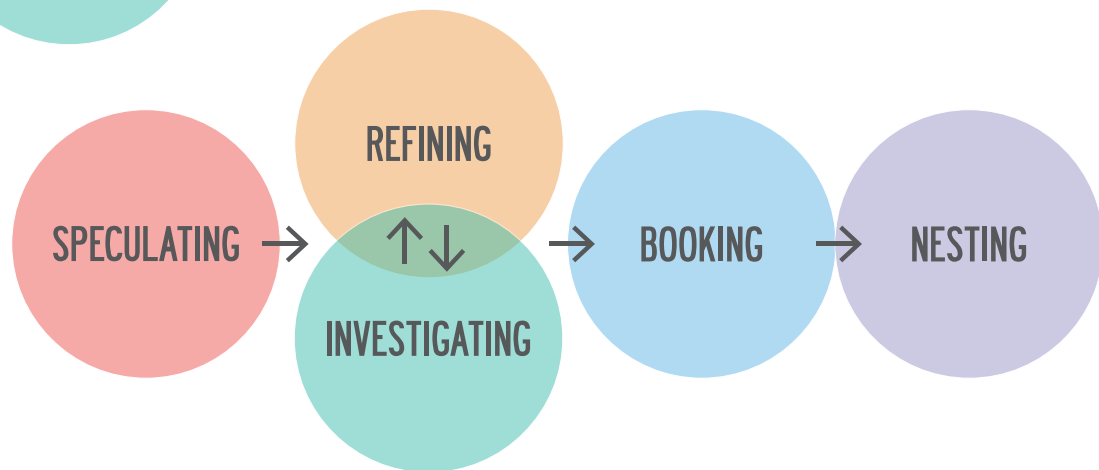 REFINING
SPECULATING
BOOKING
NESTING
INVESTIGATING